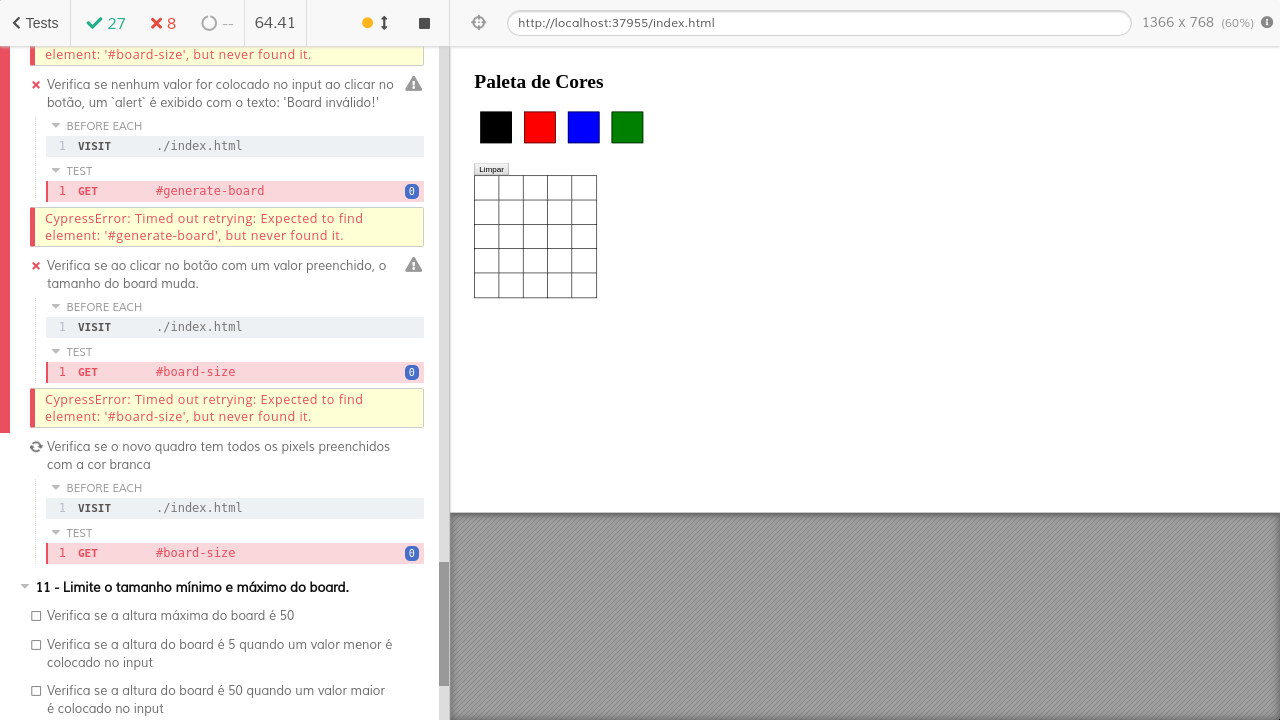 Tests
27
8
--
64.41
http://localhost:37955/index.html
1366 x 768 (60%)
element: '#board-size', but never found it.
Verifica se nenhum valor for colocado no input ao clicar no
botão, um `alert` é exibido com o texto: 'Board inválido!'
BEFORE EACH
1 VISIT ./index.html
TEST
1 GET #generate-board 0
CypressError: Timed out retrying: Expected to find
element: '#generate-board', but never found it.
Verifica se ao clicar no botão com um valor preenchido, o
tamanho do board muda.
BEFORE EACH
1 VISIT ./index.html
TEST
1 GET #board-size 0
CypressError: Timed out retrying: Expected to find
element: '#board-size', but never found it.
Verifica se o novo quadro tem todos os pixels preenchidos
com a cor branca
BEFORE EACH
1 VISIT ./index.html
TEST
1 GET #board-size 0
11 - Limite o tamanho mínimo e máximo do board.
Verifica se a altura máxima do board é 50
Verifica se a altura do board é 5 quando um valor menor é
colocado no input
Verifica se a altura do board é 50 quando um valor maior
é colocado no input
Paleta de Cores
Limpar